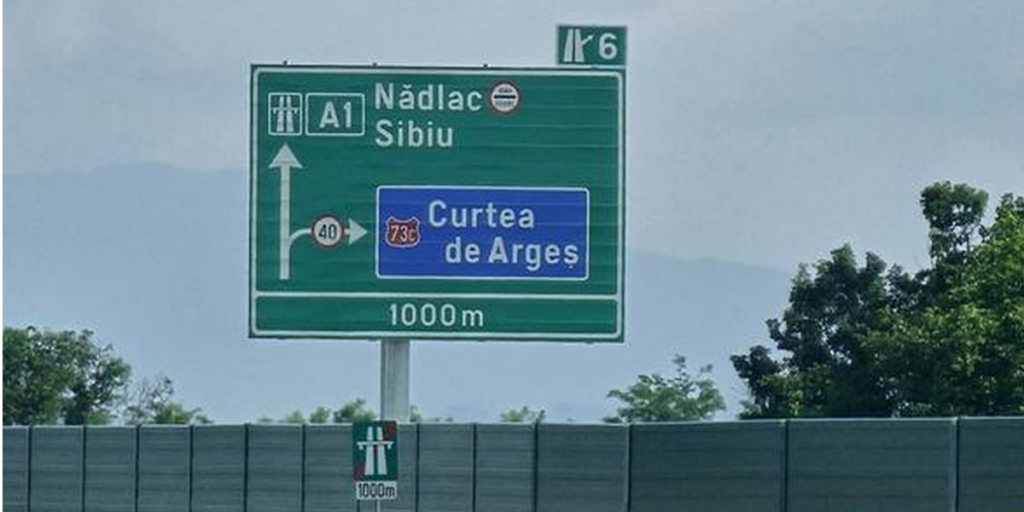 6
A1 Nădlac
Sibiu
40
73C
Curtea
de Argeș
1000m
1000m